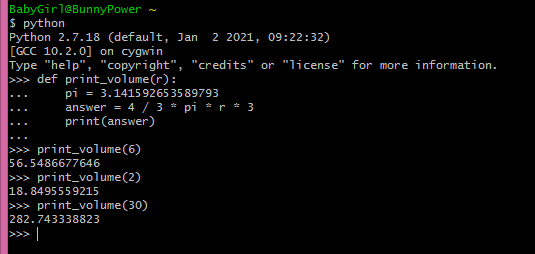 BabyGirl@BunnyPower ~
$ python
Python 2.7.18 (default, Jan  2 2021, 09:22:32)
[GCC 10.2.0] on cygwin
Type "help", "copyright", "credits" or "license" for more information.
>>> def print_volume(r):
...     pi = 3.141592653589793
...     answer = 4 / 3 * pi * r * 3
...     print(answer)
...
>>> print_volume(6)
56.5486677646
>>> print_volume(2)
18.8495559215
>>> print_volume(30)
282.743338823
>>>